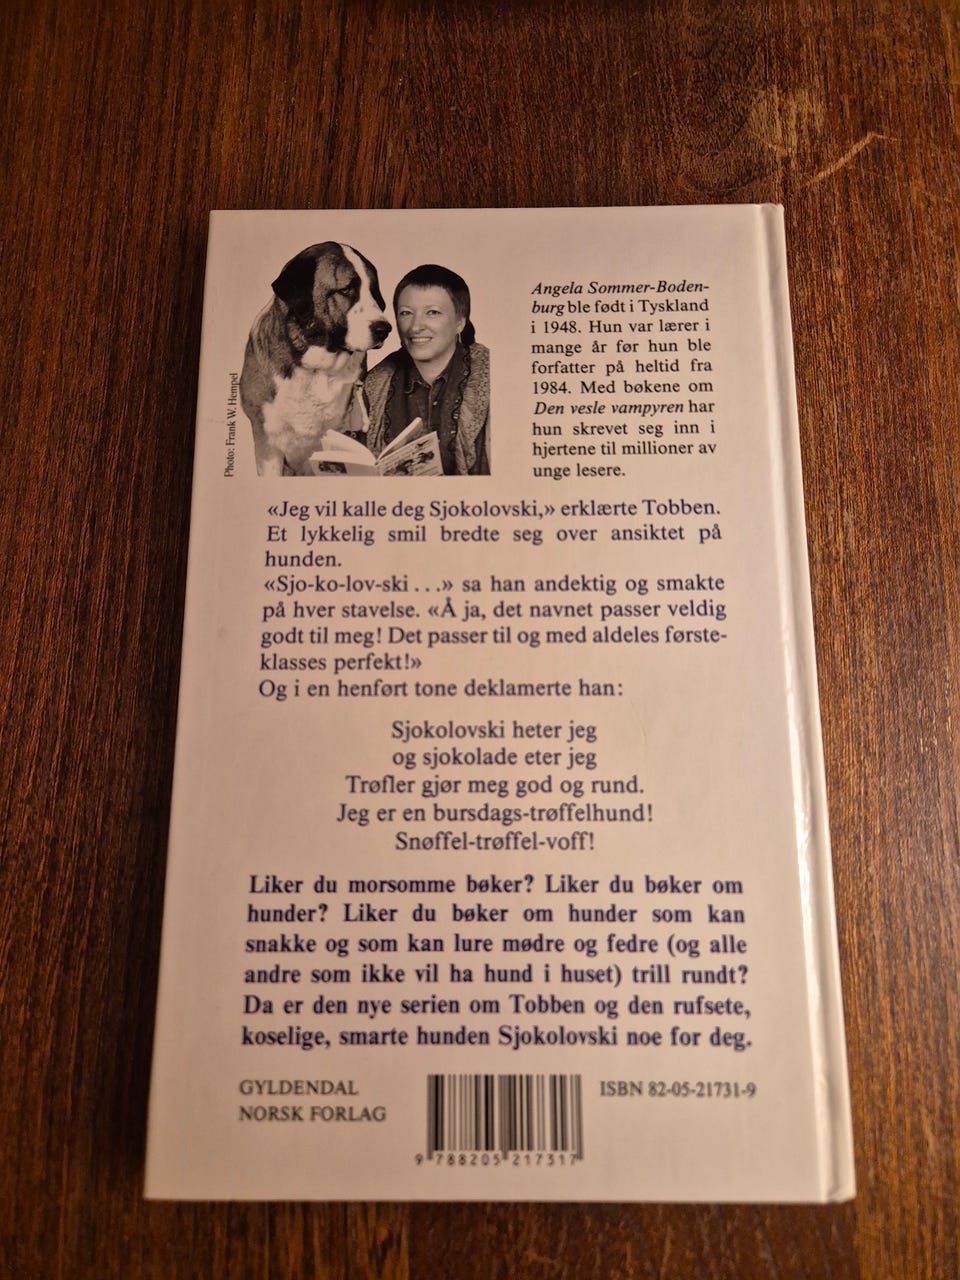 Photo: Frank W. Hempel
Angela Sommer-Boden-
burg ble født i Tyskland
i 1948. Hun var lærer i
mange år før hun ble
forfatter på heltid fra
1984. Med bøkene om
Den vesle vampyren har
hun skrevet seg inn i
hjertene til millioner av
unge lesere.
«Jeg vil kalle deg Sjokolovski,» erklærte Tobben.
Et lykkelig smil bredte seg over ansiktet på
hunden.
«Sjo-ko-lov-ski...» sa han andektig og smakte
på hver stavelse. «Å ja, det navnet passer veldig
godt til meg! Det passer til og med aldeles første-
klasses perfekt!»
Og i en henført tone deklamerte han:
Sjokolovski heter jeg
og sjokolade eter jeg
Trøfler gjør meg god og rund.
Jeg er en bursdags-trøffelhund!
Snøffel-trøffel-voff!
Liker du morsomme bøker? Liker du bøker om
hunder? Liker du bøker om hunder som kan
snakke og som kan lure mødre og fedre (og alle
andre som ikke vil ha hund i huset) trill rundt?
Da er den nye serien om Tobben og den rufsete,
koselige, smarte hunden Sjokolovski noe for deg.
GYLDENDAL
NORSK FORLAG
ISBN 82-05-21731-9
9 788205 217317